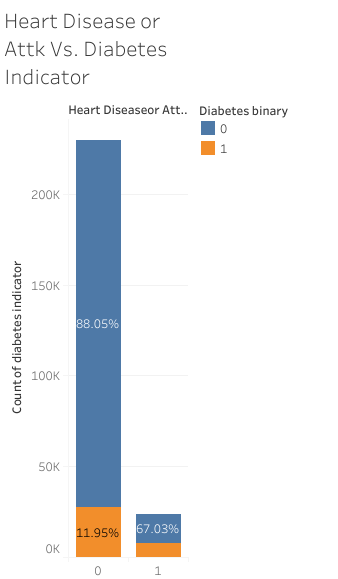 Heart Disease or
Attk Vs. Diabetes
Indicator
Heart Diseaseor Att..
Diabetes binary
0
1
Count of diabetes indicator
200K
150K
100K
50K
0K
88.05%
11.95%
67.03%
0
1